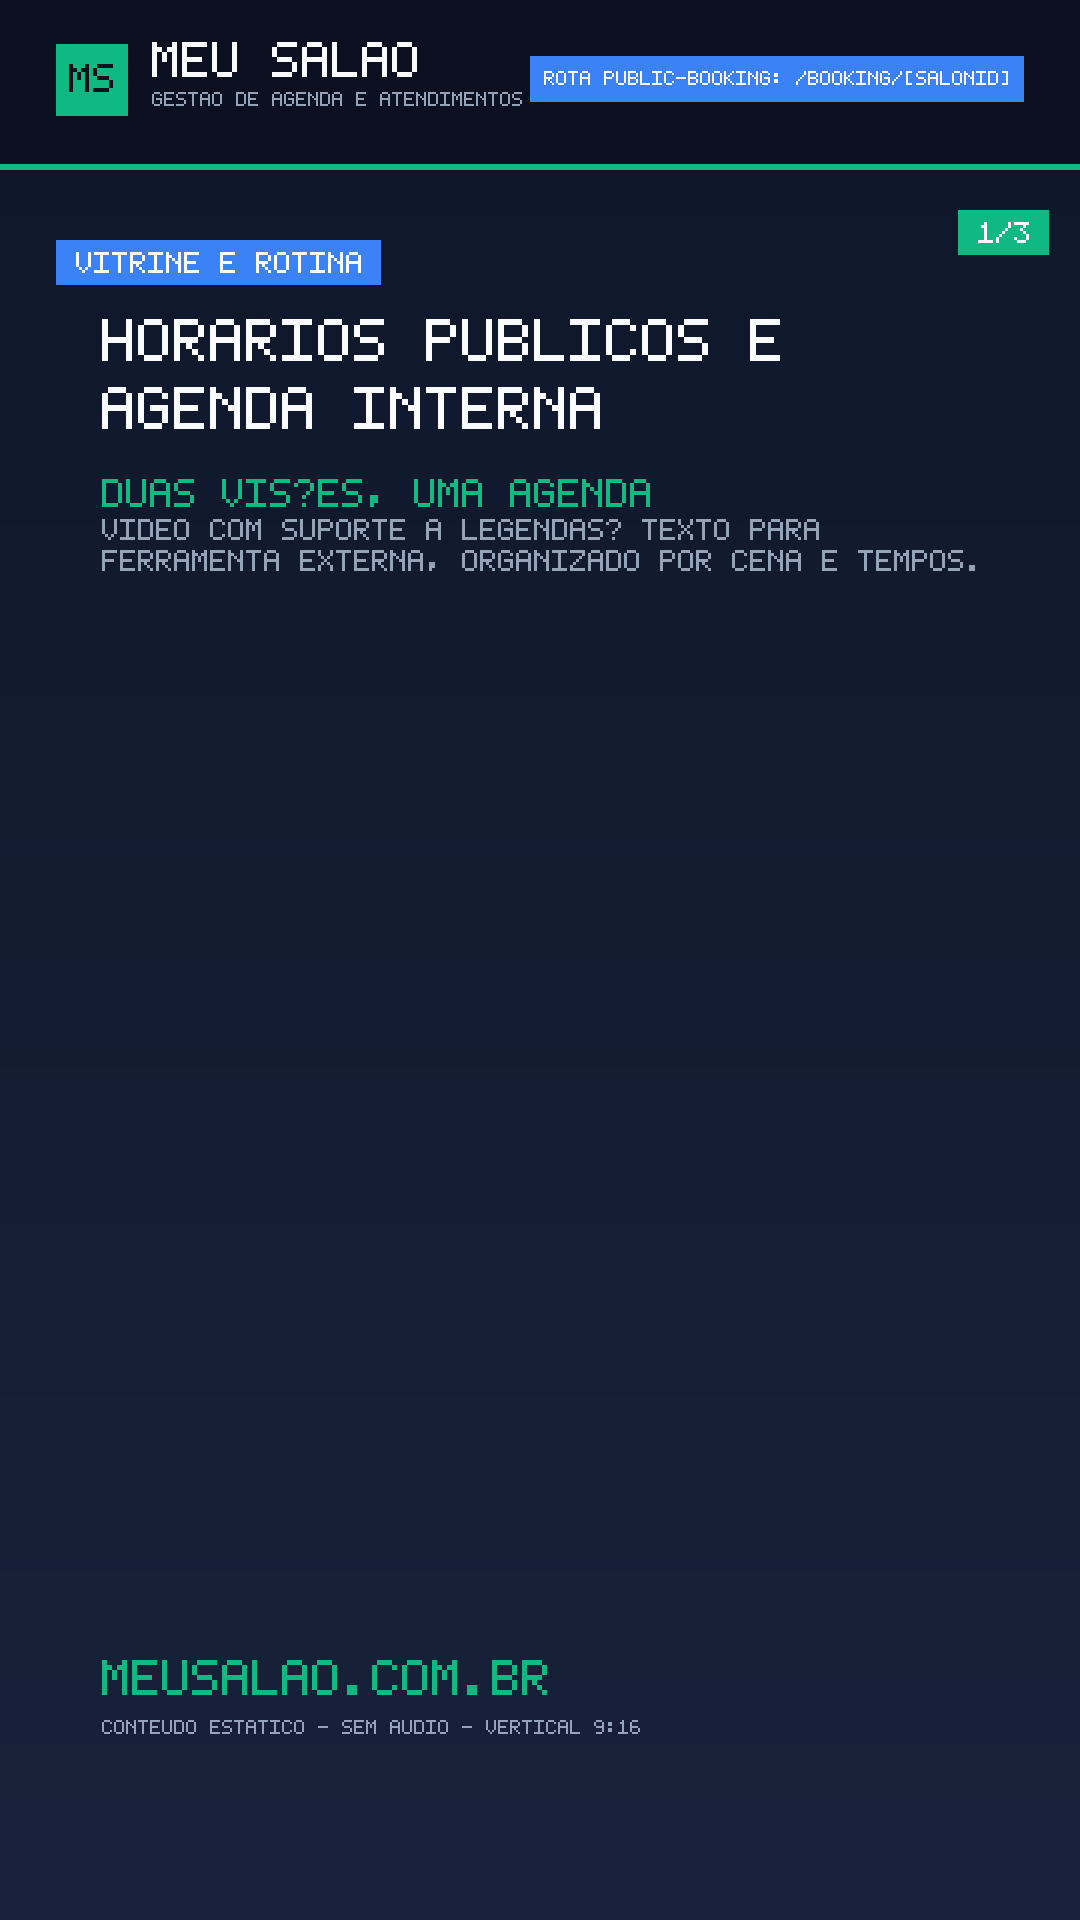 MS
MEU SALAO
GESTAO DE AGENDA E ATENDIMENTOS
ROTA PUBLIC-BOOKING: /BOOKING/[SALONID]
1/3
VITRINE E ROTINA
HORARIOS PUBLICOS E
AGENDA INTERNA
DUAS VIS?ES, UMA AGENDA
VIDEO COM SUPORTE A LEGENDAS? TEXTO PARA
FERRAMENTA EXTERNA, ORGANIZADO POR CENA E TEMPOS.
MEUSALAO.COM.BR
CONTEUDO ESTATICO - SEM AUDIO - VERTICAL 9:16